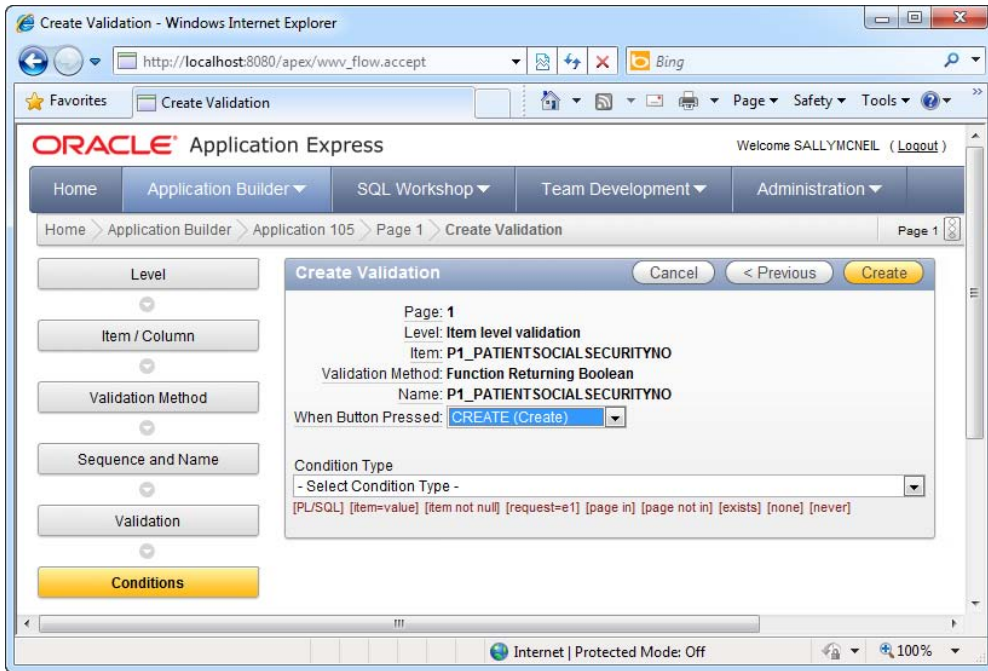 Create Validation - Windows Internet Explorer
http://localhost:8080/apex/wwv_flow.accept
Bing
Favorites
Create Validation
Page
Safety
Tools
ORACLE Application Express
Welcome SALLYMCNEIL ( Logout )
Home
Application Builder
SQL Workshop
Team Development
Administration
Home > Application Builder > Application 105 > Page 1 > Create Validation
Page 1
Level
Item / Column
Validation Method
Sequence and Name
Validation
Conditions
Create Validation
Cancel
< Previous
Create
Page: 1
Level: Item level validation
Item: P1_PATIENTSOCIALSECURITYNO
Validation Method: Function Returning Boolean
Name: P1_PATIENTSOCIALSECURITYNO
When Button Pressed: CREATE (Create)
Condition Type
- Select Condition Type -
[PL/SQL] [item=value] [item not null] [request=e1] [page in] [page not in] [exists] [none] [never]
Internet | Protected Mode: Off
100%